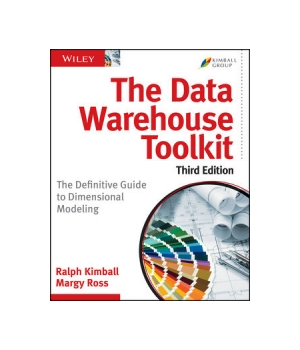 WILEY
KIMBALL
GROUP
The Data
Warehouse
Toolkit
Third Edition
The Definitive Guide
to Dimensional
Modeling
Ralph Kimball
Margy Ross